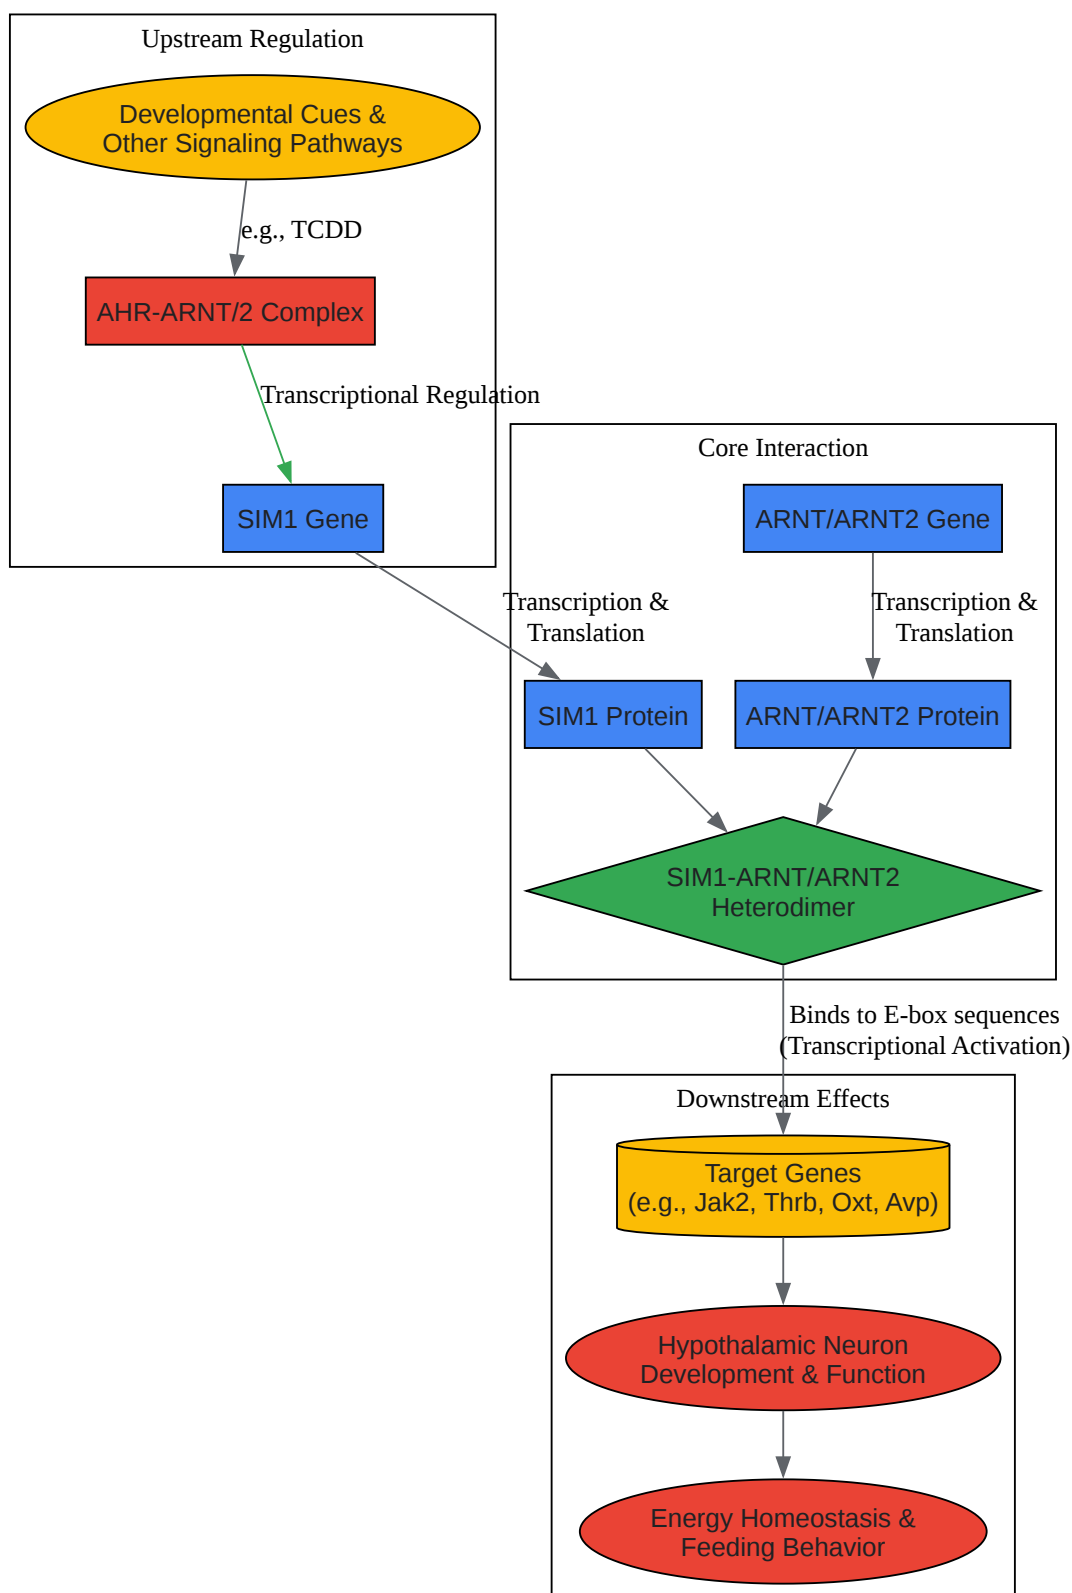 Upstream Regulation
Developmental Cues &
Other Signaling Pathways
e.g., TCDD
AHR-ARNT/2 Complex
Transcriptional Regulation
SIM1 Gene
Core Interaction
ARNT/ARNT2 Gene
Transcription &
Translation
Transcription &
Translation
SIM1 Protein
ARNT/ARNT2 Protein
SIM1-ARNT/ARNT2
Heterodimer
Binds to E-box sequences
(Transcriptional Activation)
Downstream Effects
Target Genes
(e.g., Jak2, Thrb, Oxt, Avp)
Hypothalamic Neuron
Development & Function
Energy Homeostasis &
Feeding Behavior